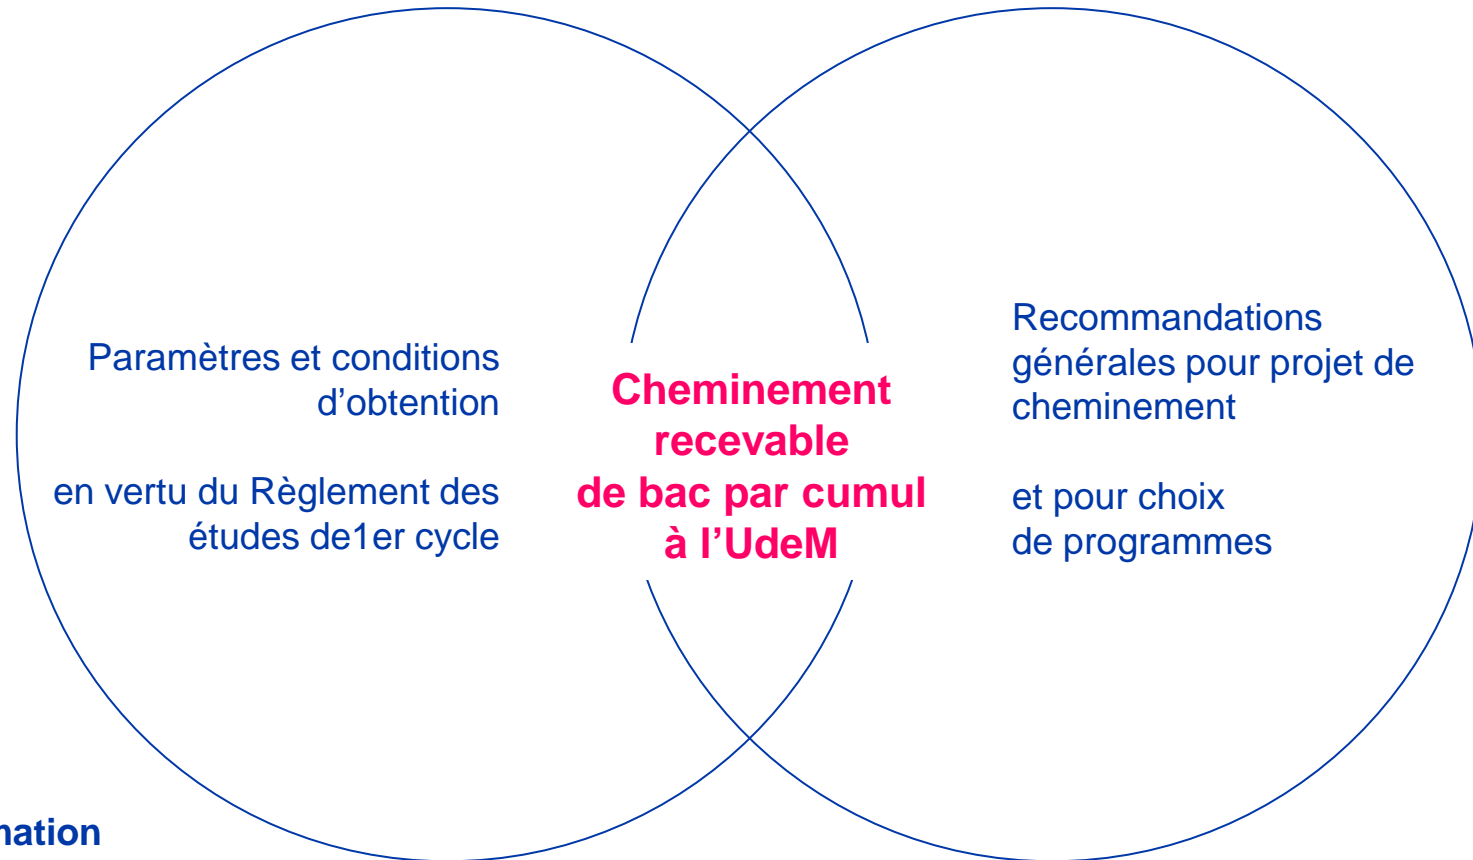 Paramètres et conditions
d'obtention
en vertu du Règlement des
études de1er cycle
Cheminement
recevable
de bac par cumul
à l'UdeM
Recommandations
générales pour projet de
cheminement
et pour choix
de programmes